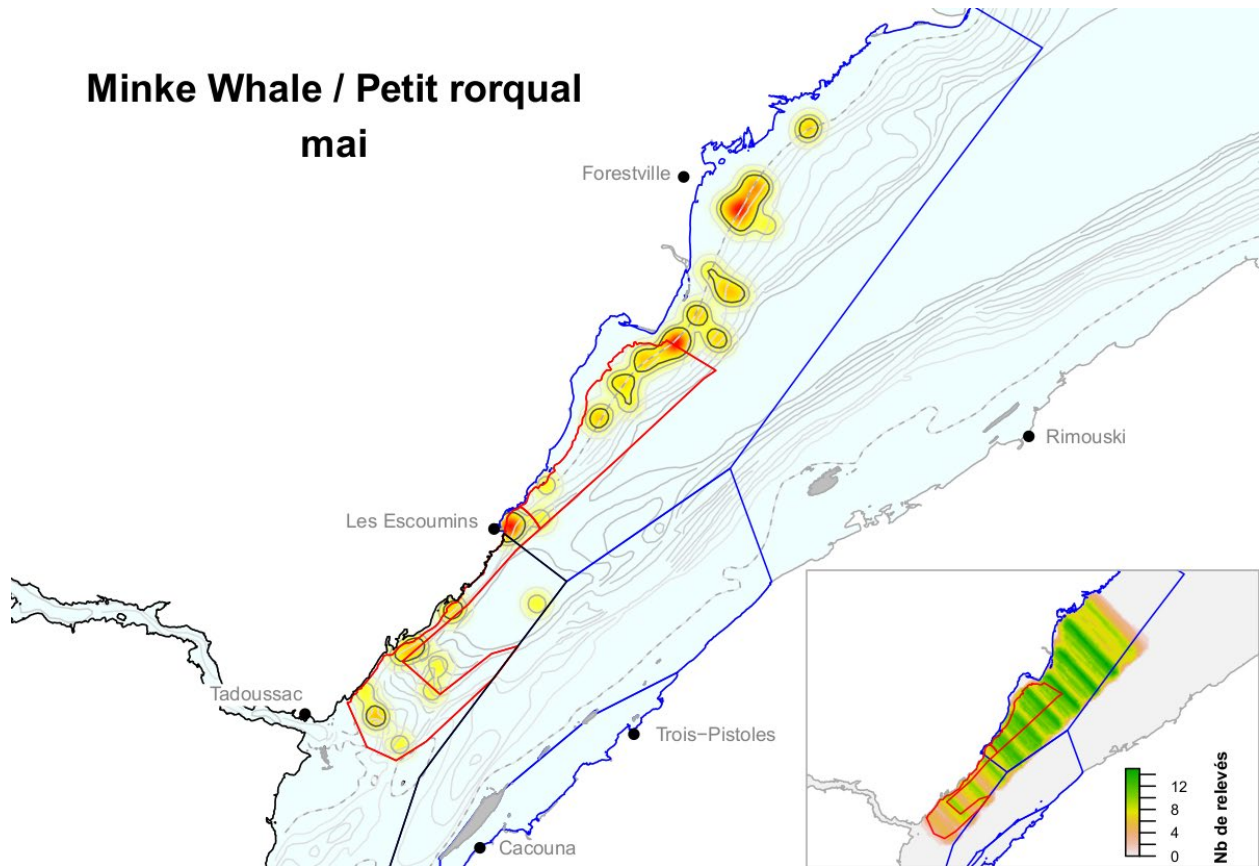 Minke Whale / Petit rorqual
mai
Forestville
Rimouski
Les Escoumins
Tadoussac
Trois−Pistoles
Cacouna
12
8
4
0
Nb de relevés